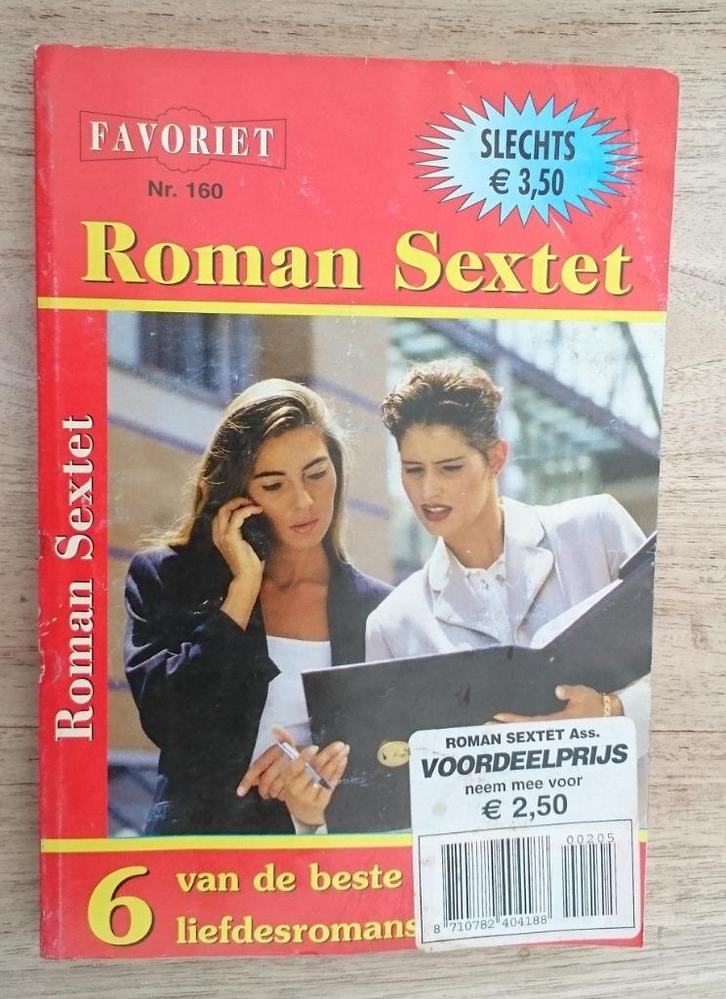 FAVORIET
Nr. 160
SLECHTS
€ 3,50
Roman Sextet
Roman Sextet
6
van de beste
liefdesromans
ROMAN SEXTET Ass.
VOORDEELPRIJS
neem mee voor
€ 2,50
00205
8 710782 404188